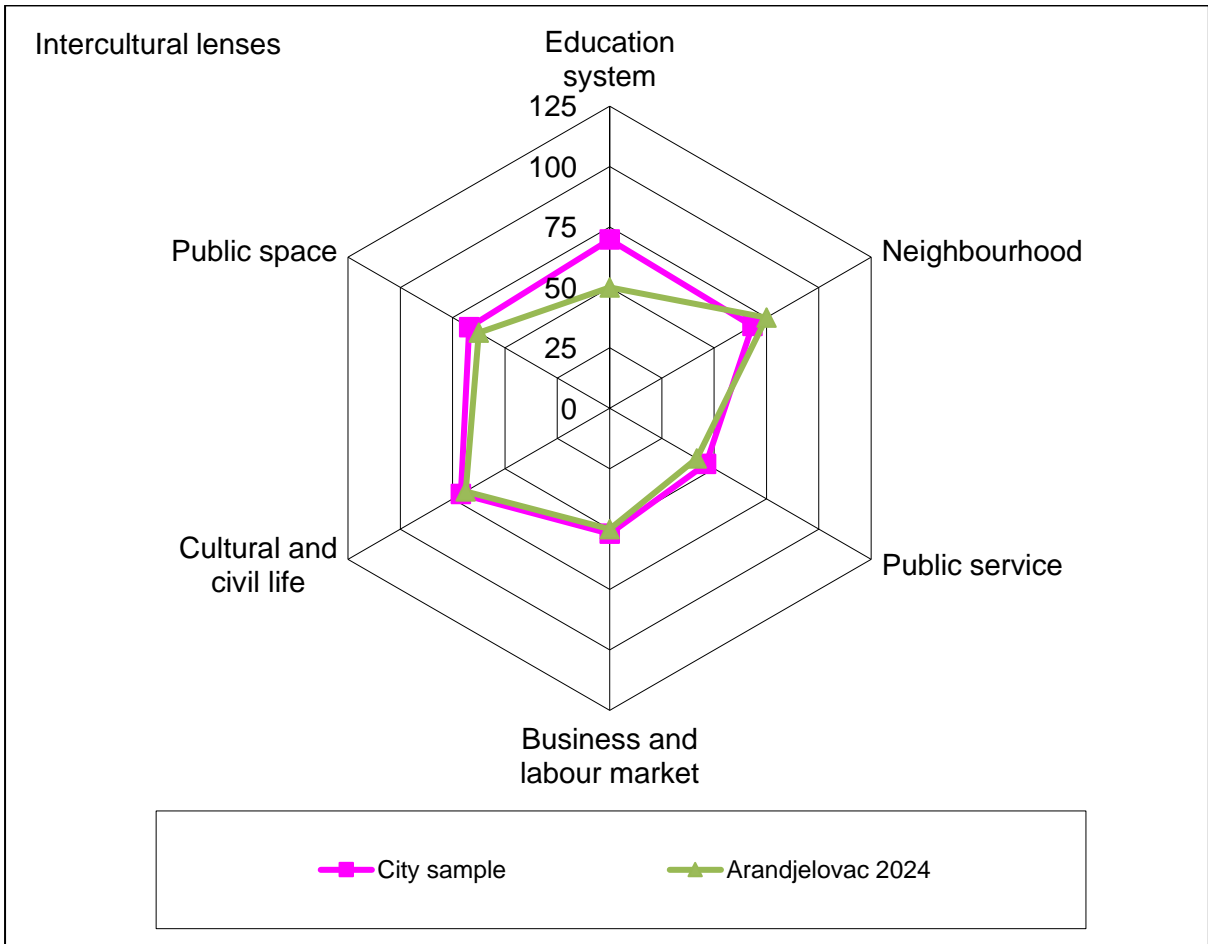 Intercultural lenses
Education
system
125
100
75
50
25
0
Neighbourhood
Public space
Public service
Cultural and
civil life
Business and
labour market
City sample
Arandjelovac 2024